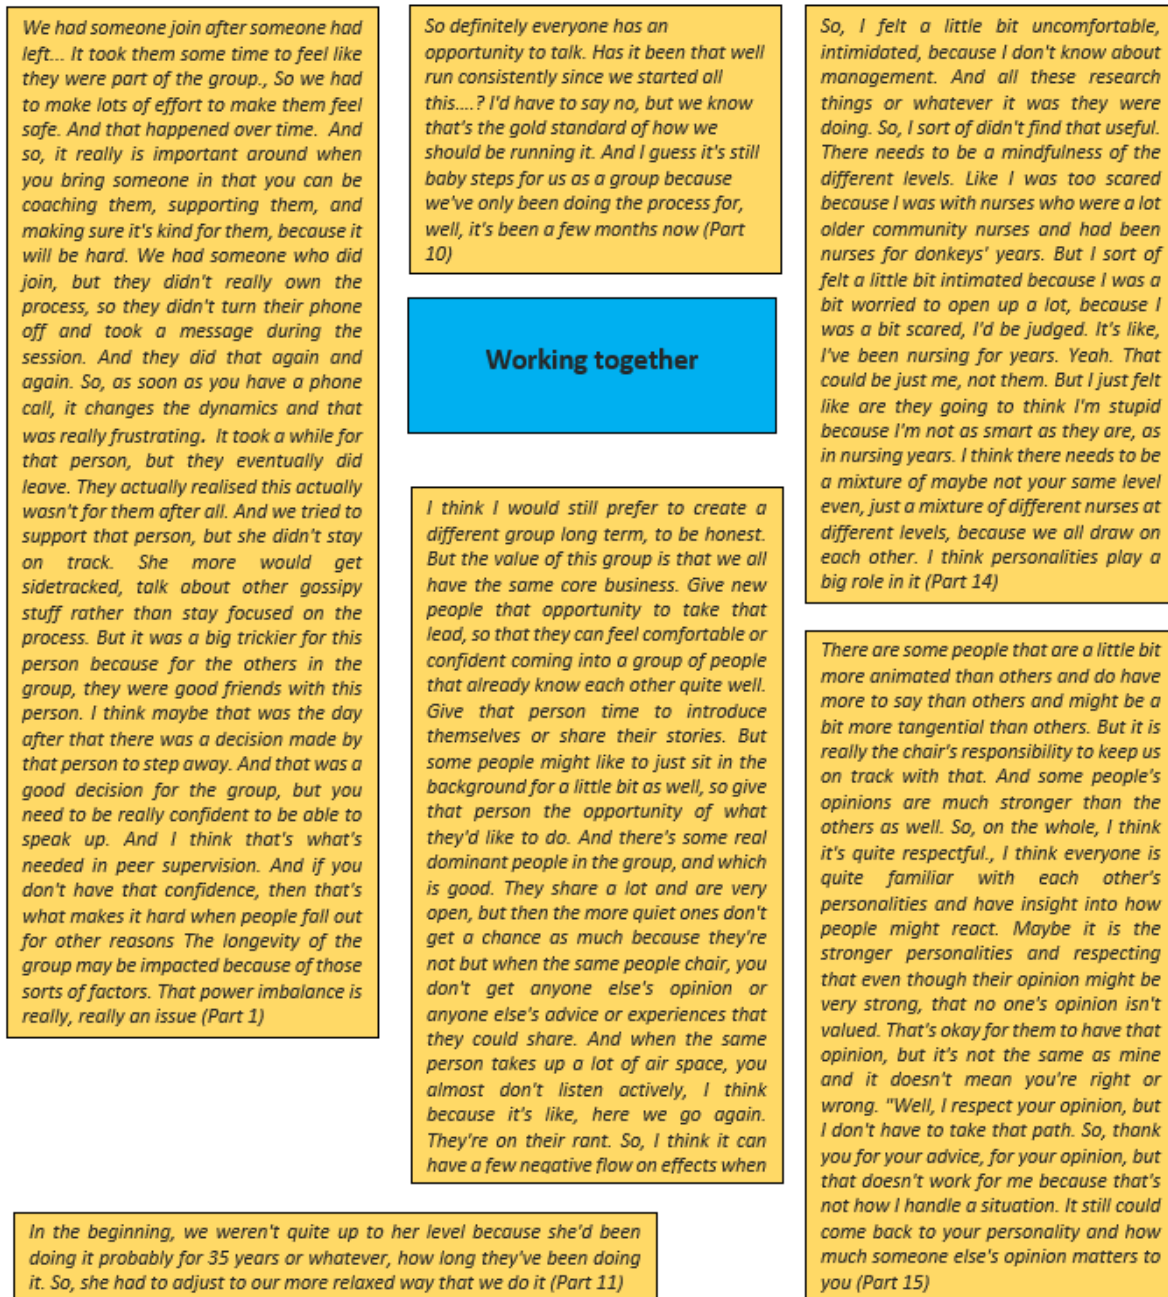 We had someone join after someone had
left... It took them some time to feel like
they were part of the group., So we had
to make lots of effort to make them feel
safe. And that happened over time. And
so, it really is important around when
you bring someone in that you can be
coaching them, supporting them, and
making sure it's kind for them, because it
will be hard. We had someone who did
join, but they didn't really own the
process, so they didn't turn their phone
off and took a message during the
session. And they did that again and
again. So, as soon as you have a phone
call, it changes the dynamics and that
was really frustrating. It took a while for
that person, but they eventually did
leave. They actually realised this actually
wasn't for them after all. And we tried to
support that person, but she didn't stay
on track. She more would get
sidetracked, talk about other gossipy
stuff rather than stay focused on the
process. But it was a big trickier for this
person because for the others in the
group, they were good friends with this
person. I think maybe that was the day
after that there was a decision made by
that person to step away. And that was a
good decision for the group, but you
need to be really confident to be able to
speak up. And I think that's what's
needed in peer supervision. And if you
don't have that confidence, then that's
what makes it hard when people fall out
for other reasons The longevity of the
group may be impacted because of those
sorts of factors. That power imbalance is
really, really an issue (Part 1)
So definitely everyone has an
opportunity to talk. Has it been that well
run consistently since we started all
this....? I'd have to say no, but we know
that's the gold standard of how we
should be running it. And I guess it's still
baby steps for us as a group because
we've only been doing the process for,
well, it's been a few months now (Part
10)
Working together
I think I would still prefer to create a
different group long term, to be honest.
But the value of this group is that we all
have the same core business. Give new
people that opportunity to take that
lead, so that they can feel comfortable or
confident coming into a group of people
that already know each other quite well.
Give that person time to introduce
themselves or share their stories. But
some people might like to just sit in the
background for a little bit as well, so give
that person the opportunity of what
they'd like to do. And there's some real
dominant people in the group, and which
is good. They share a lot and are very
open, but then the more quiet ones don't
get a chance as much because they're
not but when the same people chair, you
don't get anyone else's opinion or
anyone else's advice or experiences that
they could share. And when the same
person takes up a lot of air space, you
almost don't listen actively, I think
because it's like, here we go again.
They're on their rant. So, I think it can
have a few negative flow on effects when
So, I felt a little bit uncomfortable,
intimidated, because I don't know about
management. And all these research
things or whatever it was they were
doing. So, I sort of didn't find that useful.
There needs to be a mindfulness of the
different levels. Like I was too scared
because I was with nurses who were a lot
older community nurses and had been
nurses for donkeys' years. But I sort of
felt a little bit intimated because I was a
bit worried to open up a lot, because I
was a bit scared, I'd be judged. It's like,
I've been nursing for years. Yeah. That
could be just me, not them. But I just felt
like are they going to think I'm stupid
because I'm not as smart as they are, as
in nursing years. I think there needs to be
a mixture of maybe not your same level
even, just a mixture of different nurses at
different levels, because we all draw on
each other. I think personalities play a
big role in it (Part 14)
There are some people that are a little bit
more animated than others and do have
more to say than others and might be a
bit more tangential than others. But it is
really the chair's responsibility to keep us
on track with that. And some people's
opinions are much stronger than the
others as well. So, on the whole, I think
it's quite respectful., I think everyone is
quite familiar with each other's
personalities and have insight into how
people might react. Maybe it is the
stronger personalities and respecting
that even though their opinion might be
very strong, that no one's opinion isn't
valued. That's okay for them to have that
opinion, but it's not the same as mine
and it doesn't mean you're right or
wrong. "Well, I respect your opinion, but
I don't have to take that path. So, thank
you for your advice, for your opinion, but
that doesn't work for me because that's
not how I handle a situation. It still could
come back to your personality and how
much someone else's opinion matters to
you (Part 15)
In the beginning, we weren't quite up to her level because she'd been
doing it probably for 35 years or whatever, how long they've been doing
it. So, she had to adjust to our more relaxed way that we do it (Part 11)